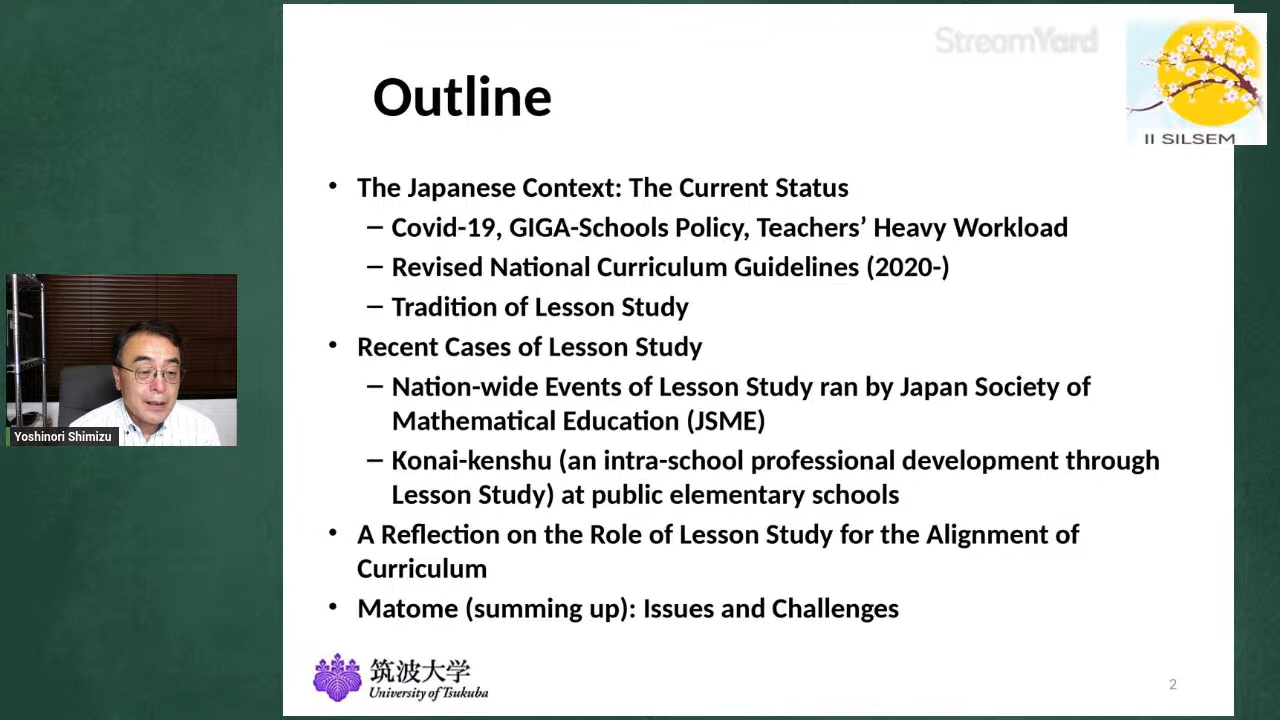 StreamYard
II SILSEM
Outline
• The Japanese Context: The Current Status
– Covid-19, GIGA-Schools Policy, Teachers’ Heavy Workload
– Revised National Curriculum Guidelines (2020-)
– Tradition of Lesson Study
• Recent Cases of Lesson Study
– Nation-wide Events of Lesson Study ran by Japan Society of
Mathematical Education (JSME)
– Konai-kenshu (an intra-school professional development through
Lesson Study) at public elementary schools
• A Reflection on the Role of Lesson Study for the Alignment of
Curriculum
• Matome (summing up): Issues and Challenges
筑波大学
University of Tsukuba
2
Yoshinori Shimizu